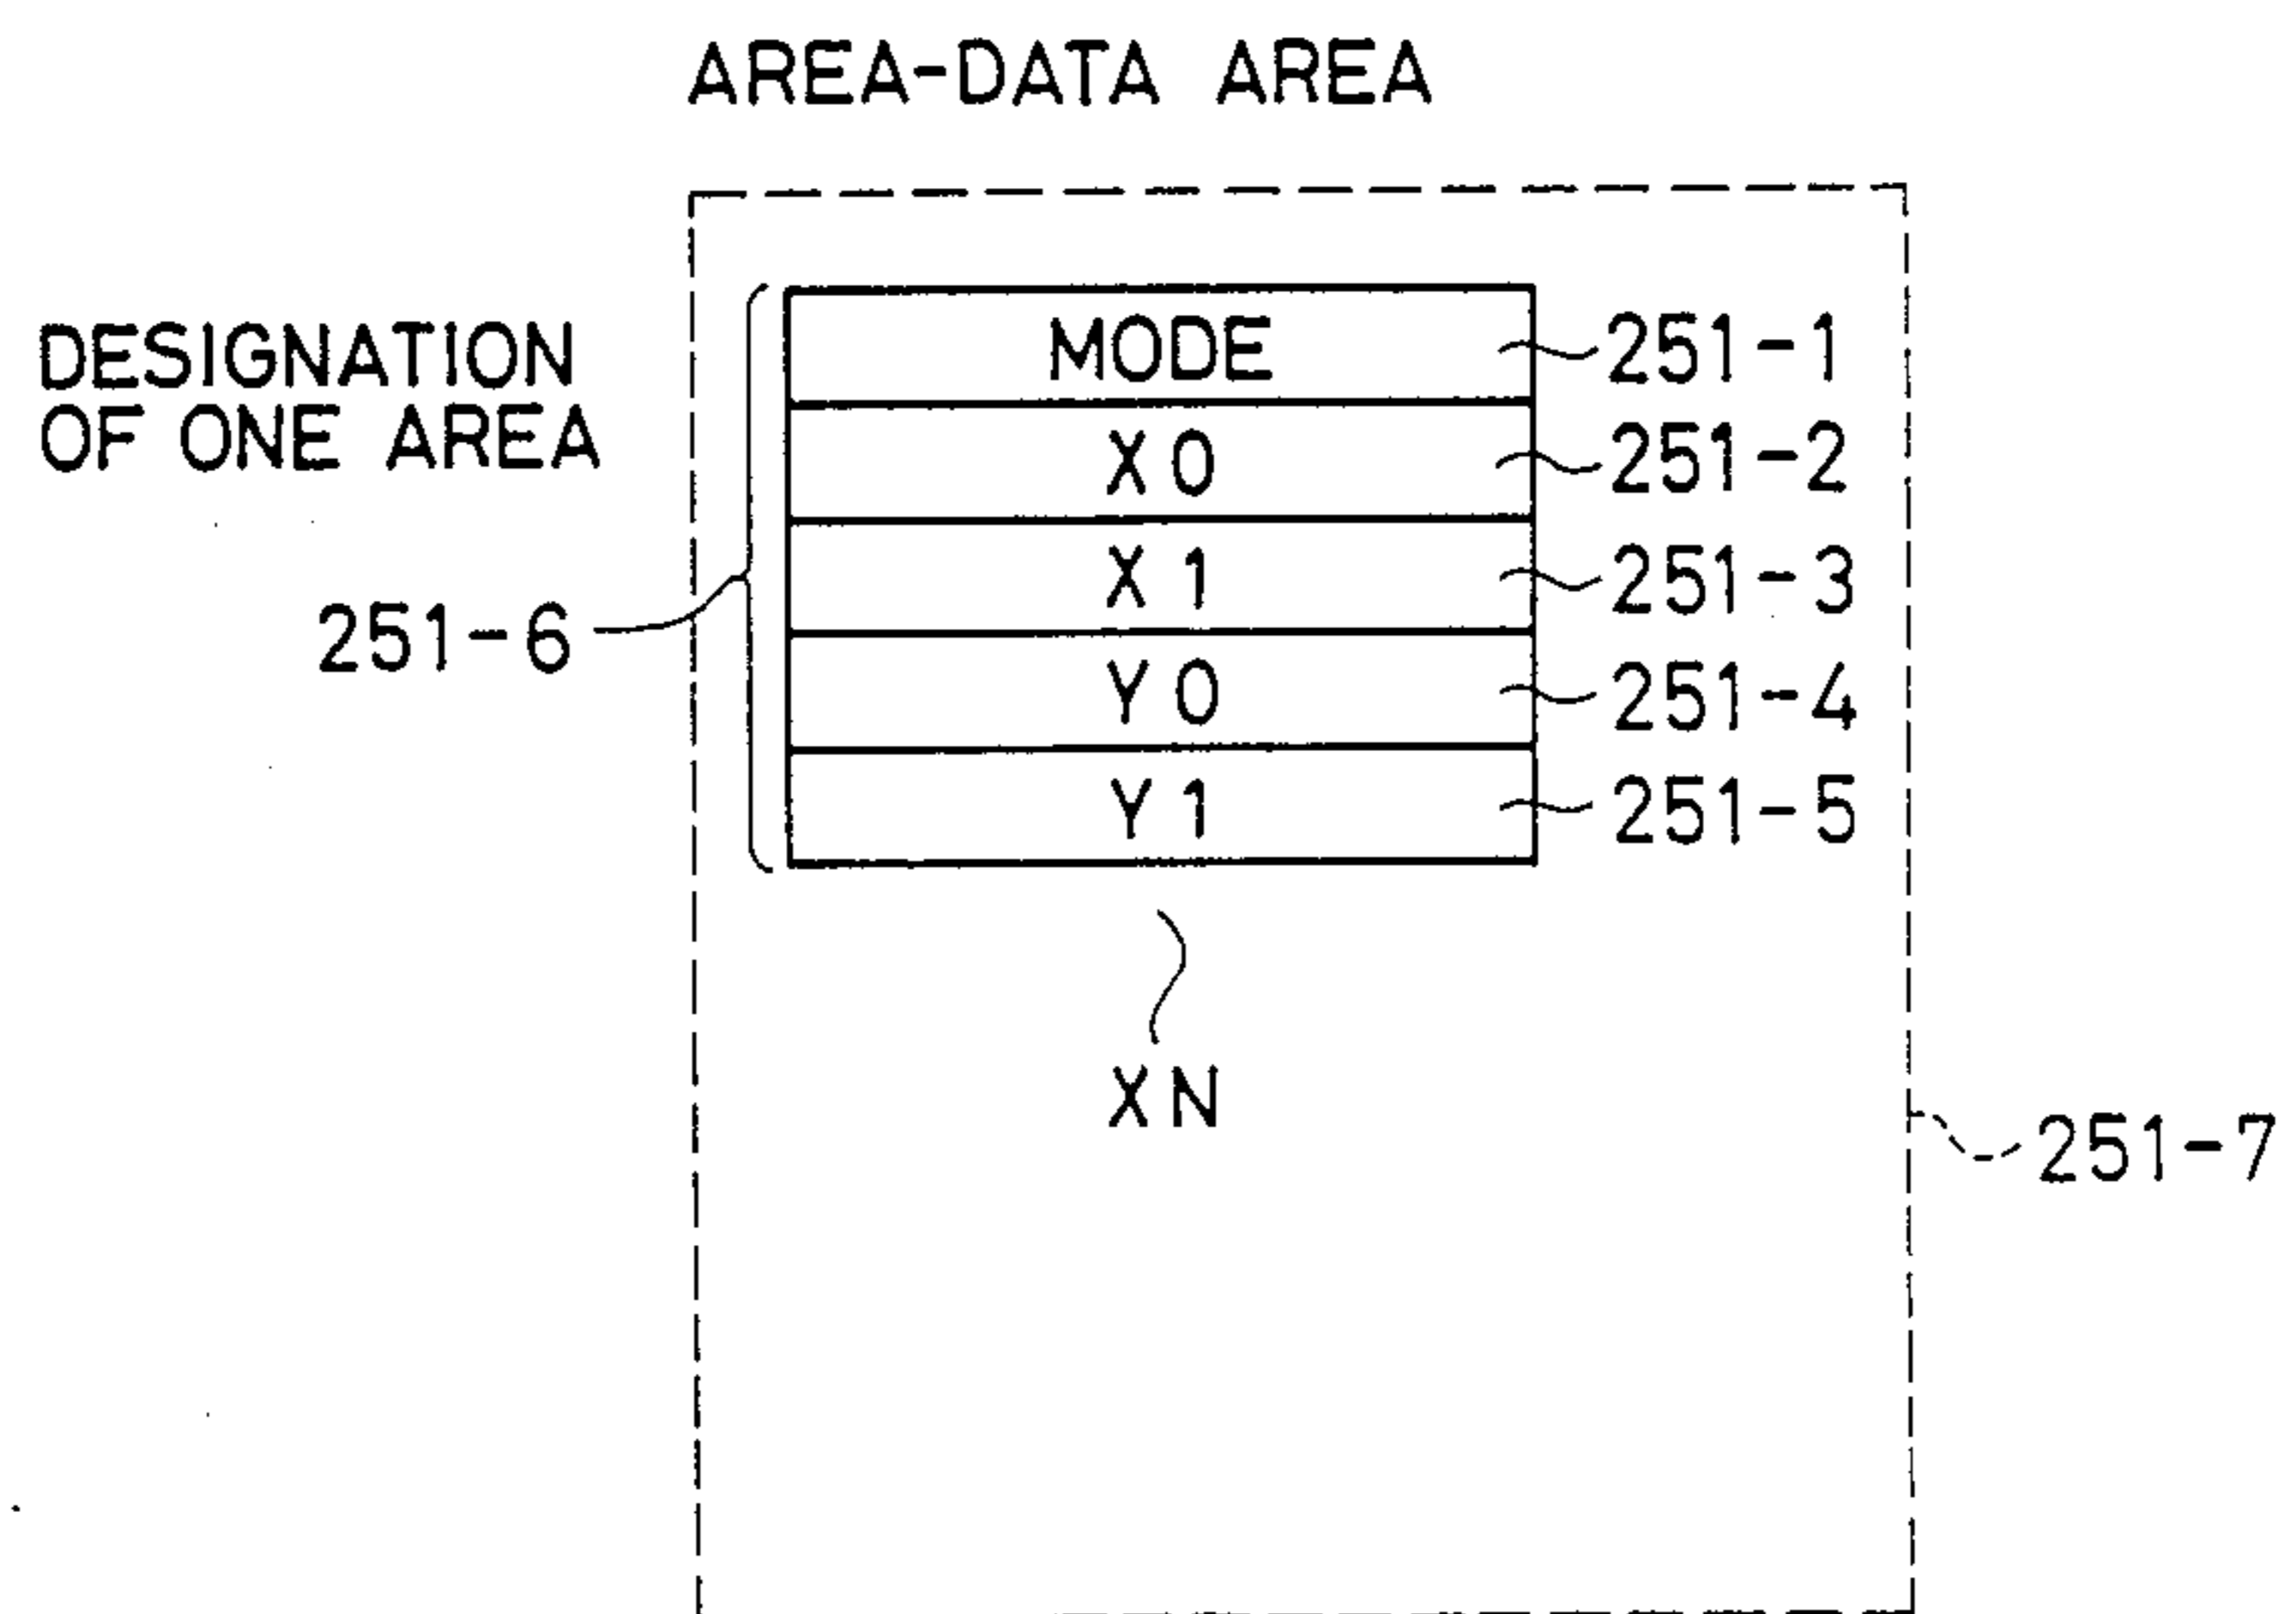 AREA-DATA AREA
DESIGNATION
OF ONE AREA
MODE
251-1
X0
251-2
X1
251-3
251-6
Y0
251-4
Y1
251-5
XN
251-7